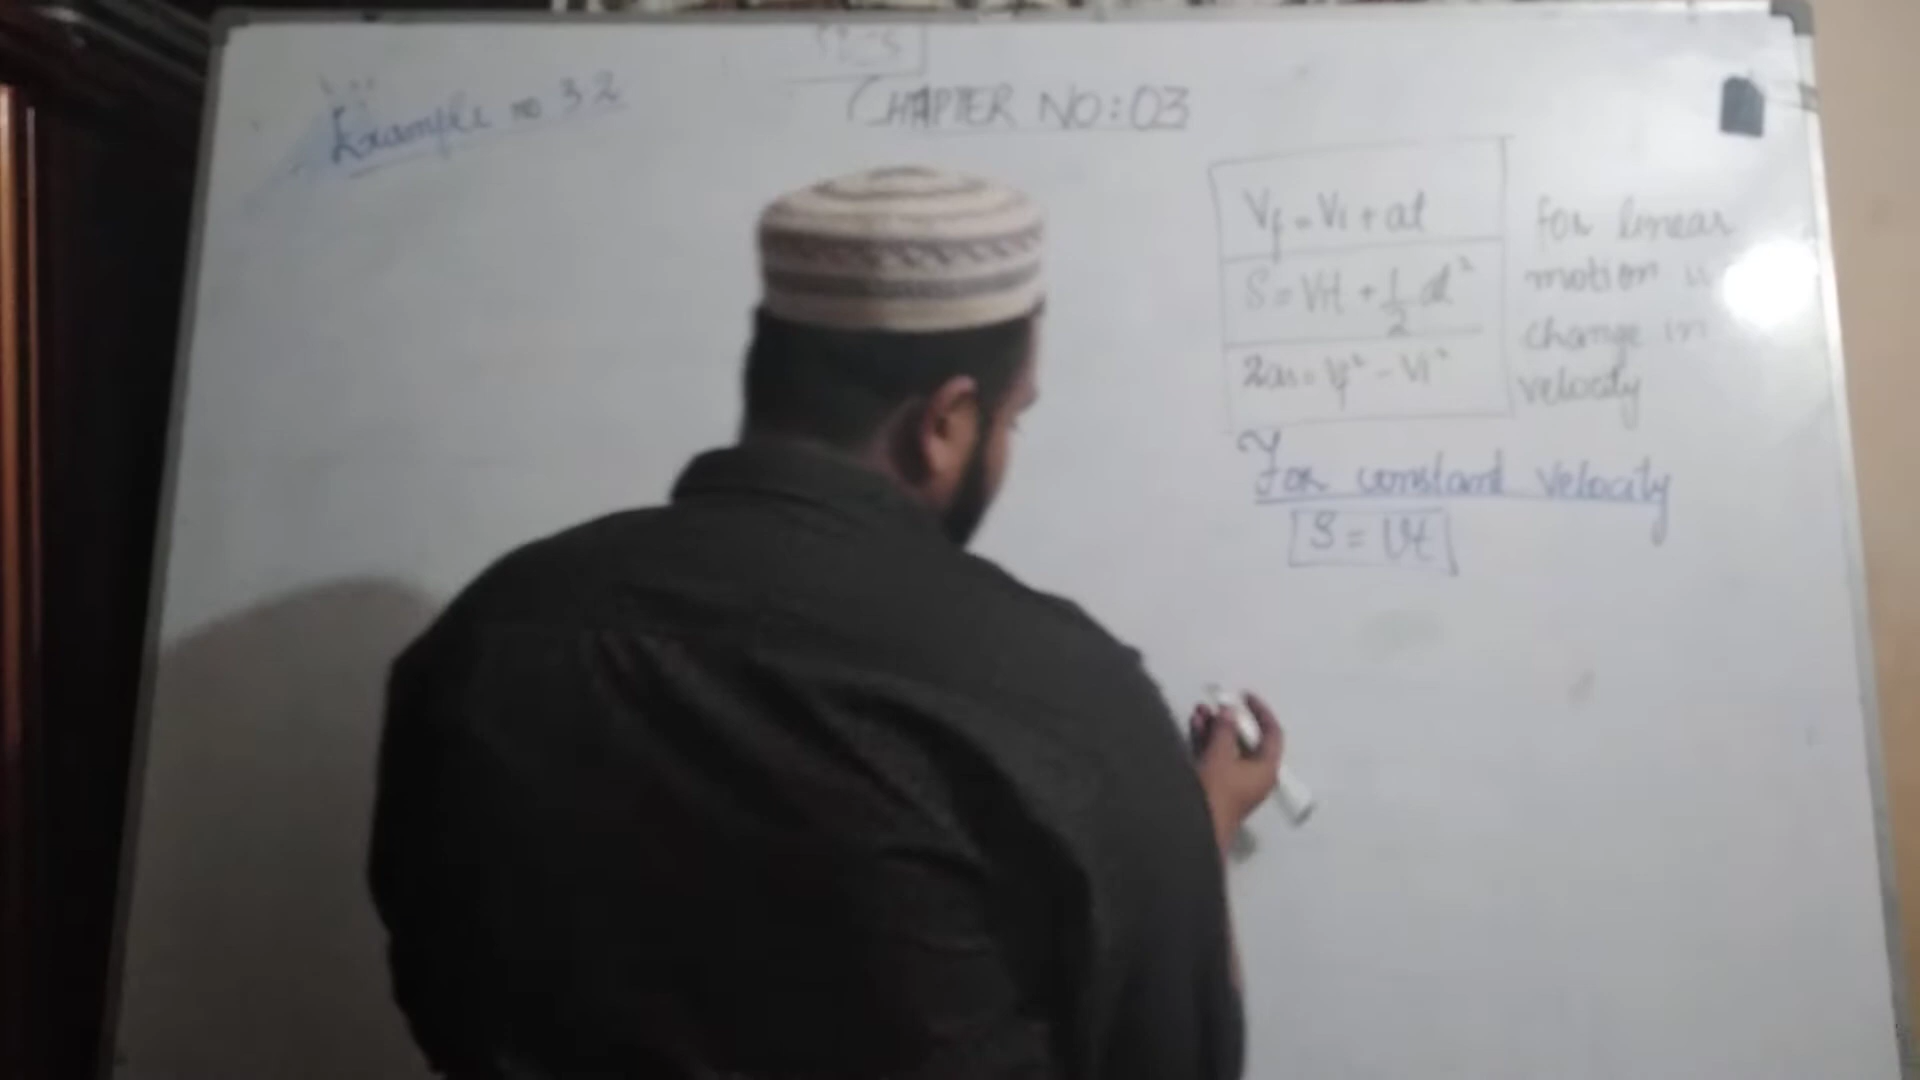 Example no 3.2
CHAPTER NO:03
Vf = Vi + at
S = Vit + 1/2 at²
2as = Vf² - Vi²
for linear
motion is
change in
velocity
For constant velocity
S = Vt